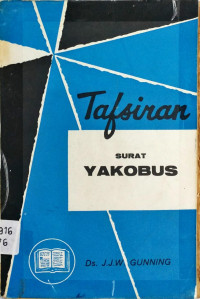 Tafsiran
SURAT
YAKOBUS
Ds. J.J.W. GUNNING